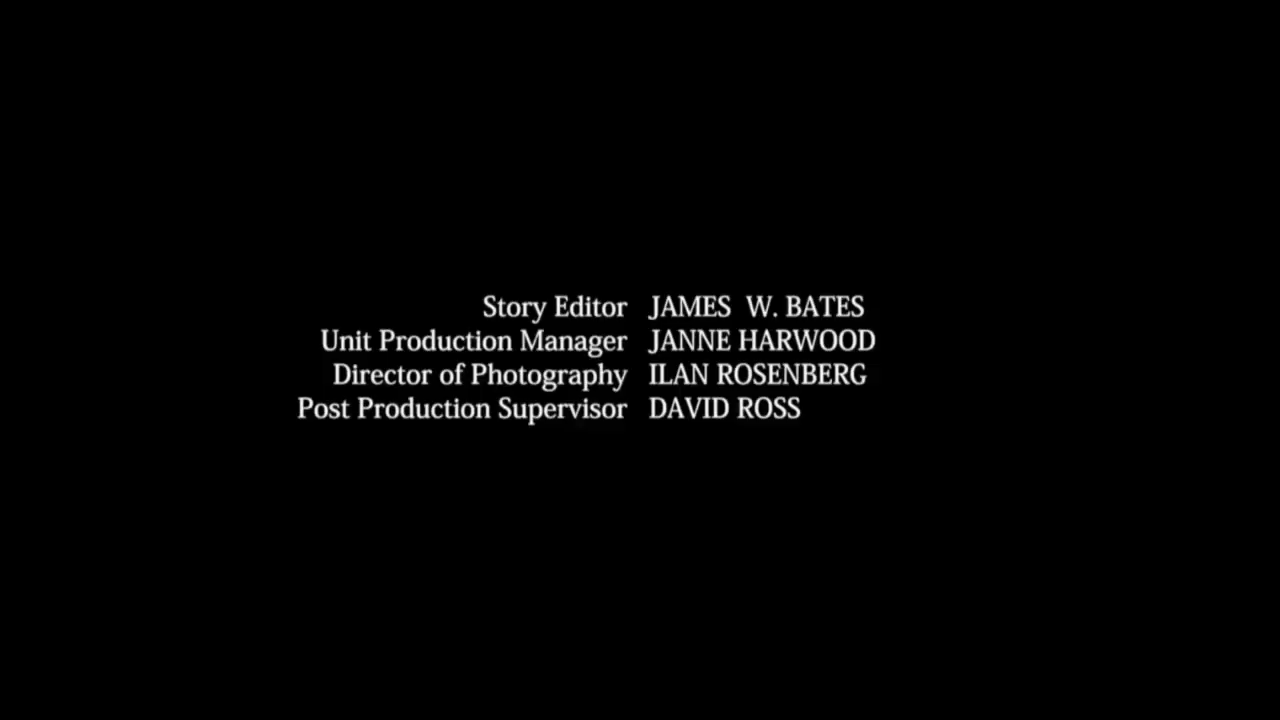 Story Editor JAMES W. BATES
Unit Production Manager JANNE HARWOOD
Director of Photography ILAN ROSENBERG
Post Production Supervisor DAVID ROSS